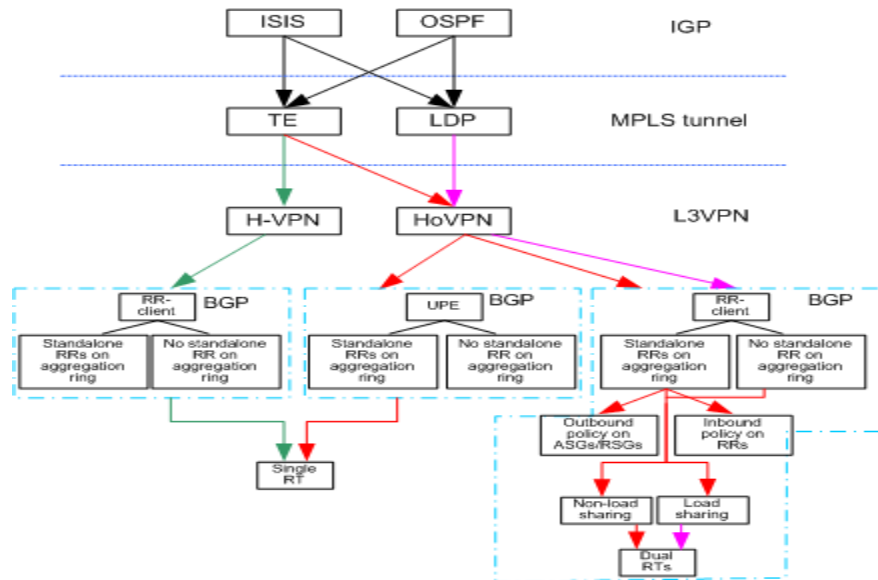 ISIS
OSPF
IGP
TE
LDP
MPLS tunnel
H-VPN
HoVPN
L3VPN
RR-
client
BGP
UPE
BGP
RR-
client
BGP
Standalone
RRs on
aggregation
ring
No standalone
RR on
aggregation
ring
Standalone
RRs on
aggregation
ring
No standalone
RR on
aggregation
ring
Standalone
RRs on
aggregation
ring
No standalone
RR on
aggregation
ring
Outbound
policy on
ASGs/RSGs
Inbound
policy on
RRs
Single
RT
Non-load
sharing
Load
sharing
Dual
RTs